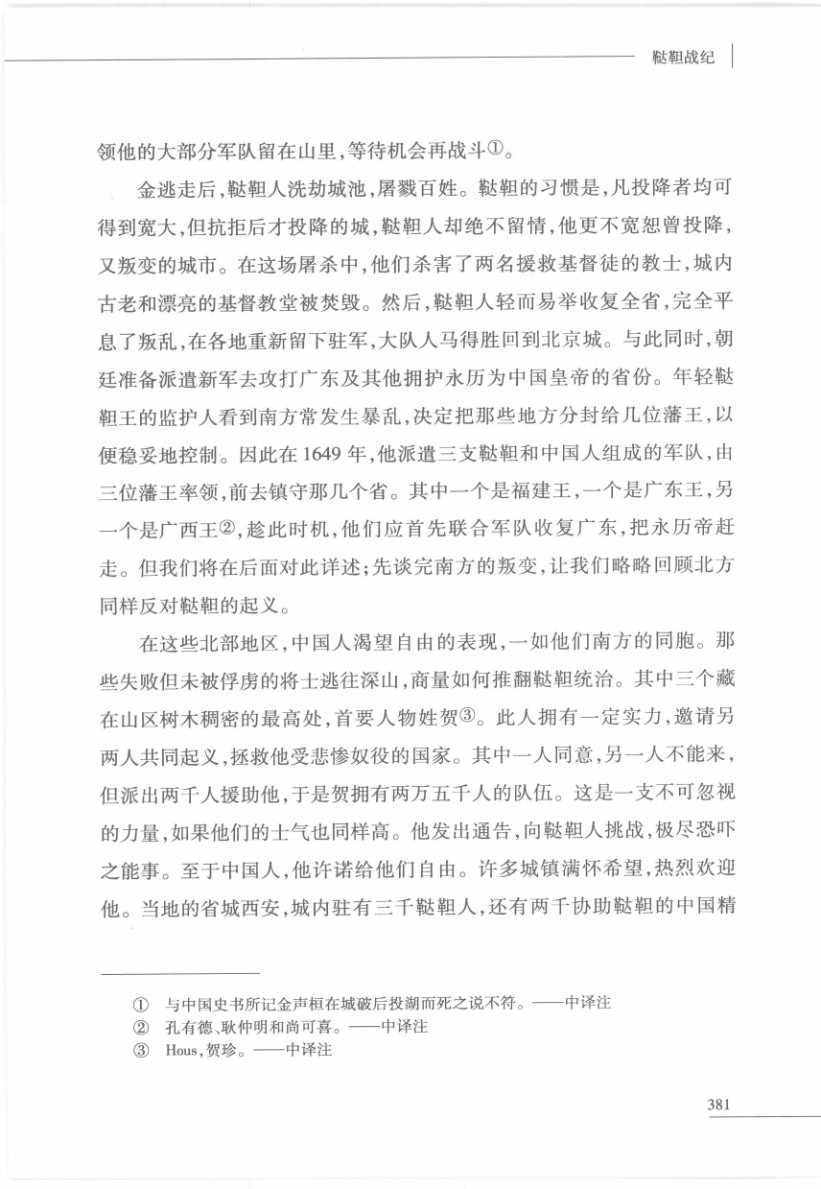 鞑靼战纪
领他的大部分军队留在山里,等待机会再战斗①。
金逃走后,鞑靼人洗劫城池,屠戮百姓。鞑靼的习惯是,凡投降者均可
得到宽大,但抗拒后才投降的城,鞑靼人却绝不留情,他更不宽恕曾投降,
又叛变的城市。在这场屠杀中,他们杀害了两名援救基督徒的教士,城内
古老和漂亮的基督教堂被焚毁。然后,鞑靼人轻而易举收复全省,完全平
息了叛乱,在各地重新留下驻军,大队人马得胜回到北京城。与此同时,朝
廷准备派遣新军去攻打广东及其他拥护永历为中国皇帝的省份。年轻鞑
靼王的监护人看到南方常发生暴乱,决定把那些地方分封给几位藩王,以
便稳妥地控制。因此在1649年,他派遣三支鞑靼和中国人组成的军队,由
三位藩王率领,前去镇守那几个省。其中一个是福建王,一个是广东王,另
一个是广西王②,趁此时机,他们应首先联合军队收复广东,把永历帝赶
走。但我们将在后面对此详述;先谈完南方的叛变,让我们略略回顾北方
同样反对鞑靼的起义。
在这些北部地区,中国人渴望自由的表现,一如他们南方的同胞。那
些失败但未被俘虏的将士逃往深山,商量如何推翻鞑靼统治。其中三个藏
在山区树木稠密的最高处,首要人物姓贺③。此人拥有一定实力,邀请另
两人共同起义,拯救他受悲惨奴役的国家。其中一人同意,另一人不能来,
但派出两千人援助他,于是贺拥有两万五千人的队伍。这是一支不可忽视
的力量,如果他们的士气也同样高。他发出通告,向鞑靼人挑战,极尽恐吓
之能事。至于中国人,他许诺给他们自由。许多城镇满怀希望,热烈欢迎
他。当地的省城西安,城内驻有三千鞑靼人,还有两千协助鞑靼的中国精
① 与中国史书所记金声桓在城破后投湖而死之说不符。——中译注
② 孔有德、耿仲明和尚可喜。——中译注
③ Hous,贺珍。——中译注
381